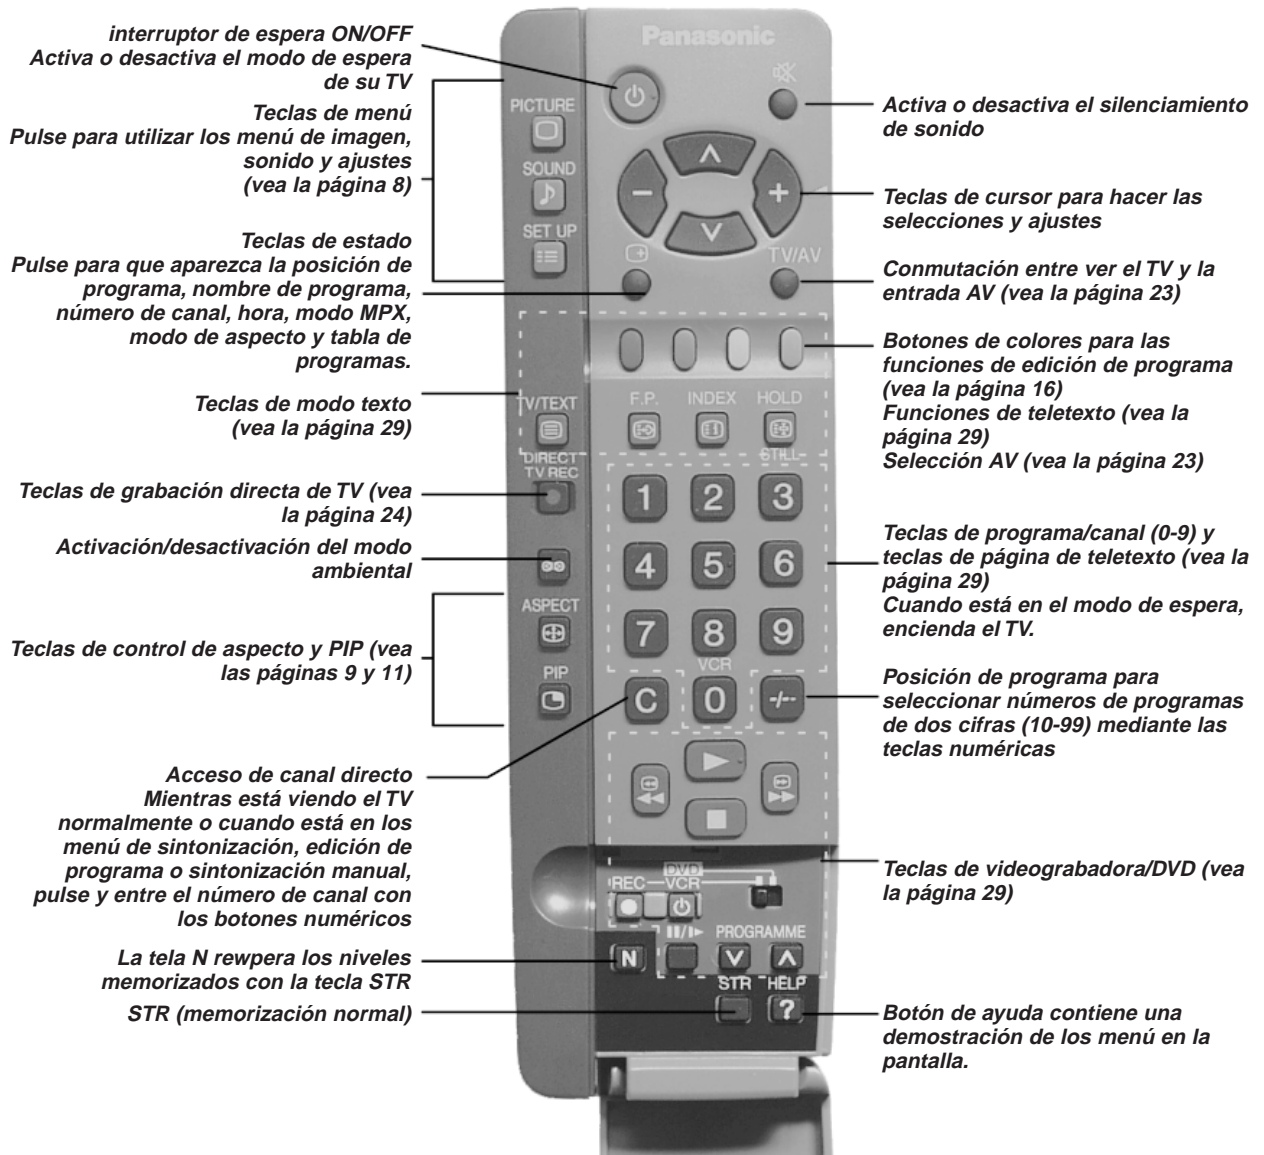 interruptor de espera ON/OFF
Activa o desactiva el modo de espera
de su TV
Teclas de menú
Pulse para utilizar los menú de imagen,
sonido y ajustes
(vea la página 8)
Teclas de estado
Pulse para que aparezca la posición de
programa, nombre de programa,
número de canal, hora, modo MPX,
modo de aspecto y tabla de
programas.
Teclas de modo texto
(vea la página 29)
Teclas de grabación directa de TV (vea
la página 24)
Activación/desactivación del modo
ambiental
Teclas de control de aspecto y PIP (vea
las páginas 9 y 11)
Acceso de canal directo
Mientras está viendo el TV
normalmente o cuando está en los
menú de sintonización, edición de
programa o sintonización manual,
pulse y entre el número de canal con
los botones numéricos
La tela N rewpera los niveles
memorizados con la tecla STR
STR (memorización normal)
Panasonic
PICTURE
SOUND
SET UP
TV/AV
TV/TEXT
F.P. INDEX HOLD
DIRECT
TV REC
STILL
1 2 3
4 5 6
ASPECT
7 8 9
PIP
VCR
C 0 -/--
DVD
REC VCR
PROGRAMME
N
STR HELP
?
Activa o desactiva el silenciamiento
de sonido
Teclas de cursor para hacer las
selecciones y ajustes
Conmutación entre ver el TV y la
entrada AV (vea la página 23)
Botones de colores para las
funciones de edición de programa
(vea la página 16)
Funciones de teletexto (vea la
página 29)
Selección AV (vea la página 23)
Teclas de programa/canal (0-9) y
teclas de página de teletexto (vea la
página 29)
Cuando está en el modo de espera,
encienda el TV.
Posición de programa para
seleccionar números de programas
de dos cifras (10-99) mediante las
teclas numéricas
Teclas de videograbadora/DVD (vea
la página 29)
Botón de ayuda contiene una
demostración de los menú en la
pantalla.